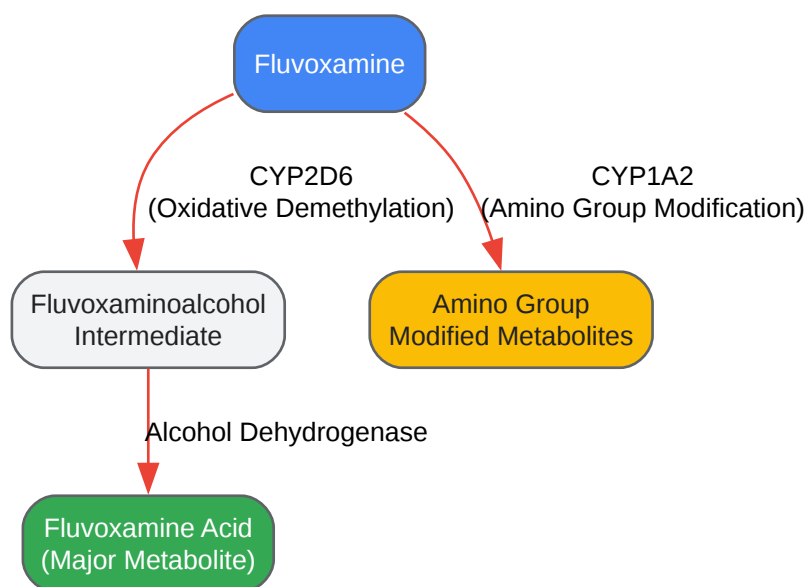 Fluvoxamine
CYP2D6
(Oxidative Demethylation)
CYP1A2
(Amino Group Modification)
Fluvoxaminoalcohol
Intermediate
Amino Group
Modified Metabolites
Alcohol Dehydrogenase
Fluvoxamine Acid
(Major Metabolite)